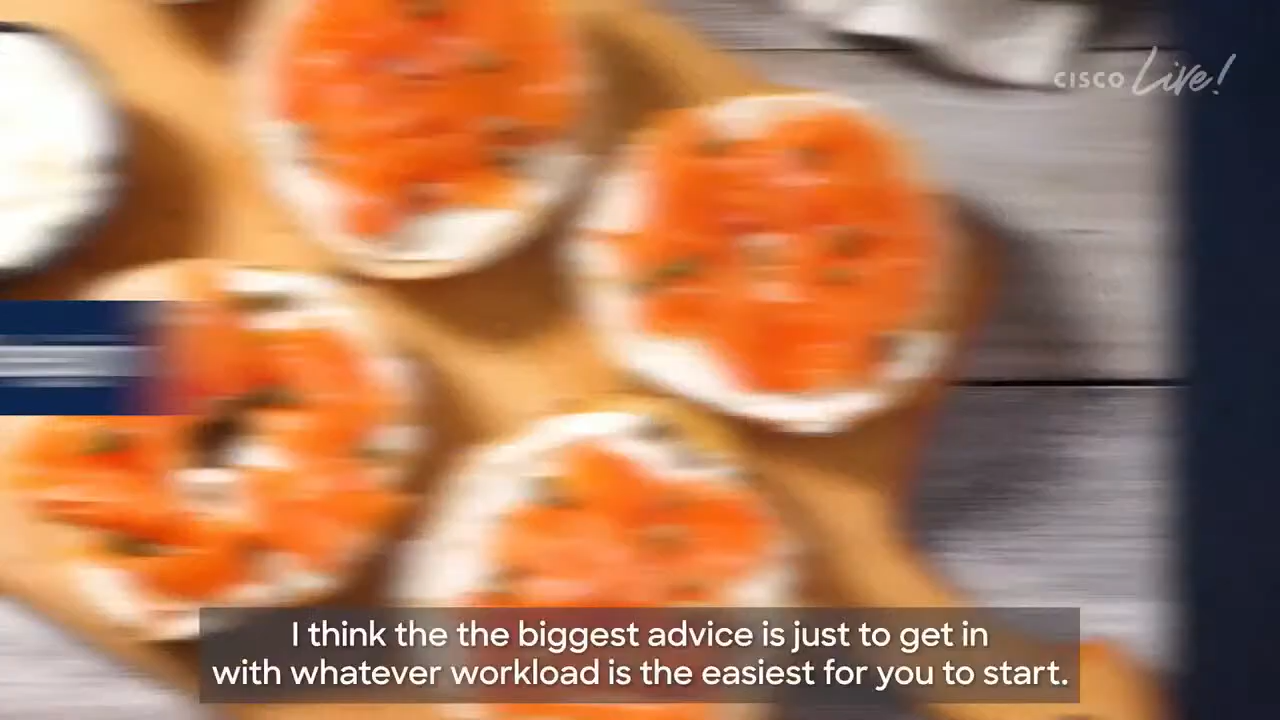 CISCO Live!
I think the the biggest advice is just to get in
with whatever workload is the easiest for you to start.